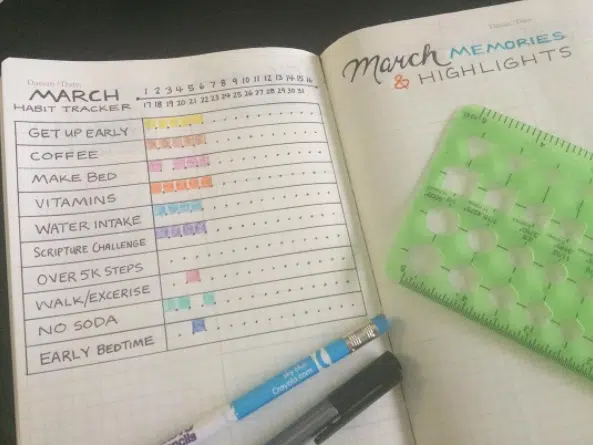 Datum/Date:
MARCH
HABIT TRACKER
1 2 3 4 5 6 7 8 9 10 11 12 13 14 15 16
17 18 19 20 21 22 23 24 25 26 27 28 29 30 31
GET UP EARLY
COFFEE
MAKE BED
VITAMINS
WATER INTAKE
SCRIPTURE CHALLENGE
OVER 5K STEPS
WALK/EXCERISE
NO SODA
EARLY BEDTIME
Datum/Date:
March MEMORIES
& HIGHLIGHTS
Crayola.com